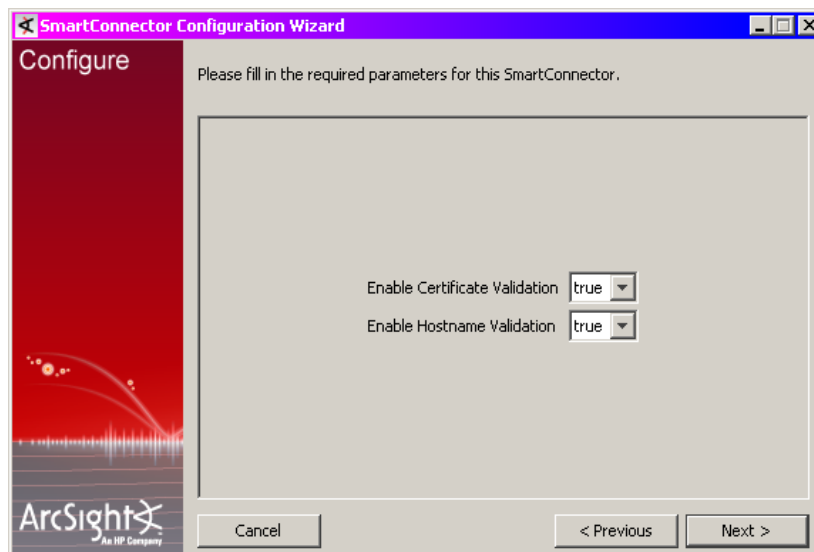 SmartConnector Configuration Wizard
Configure
Please fill in the required parameters for this SmartConnector.
Enable Certificate Validation true
Enable Hostname Validation true
ArcSight
An HP Company
Cancel < Previous Next >